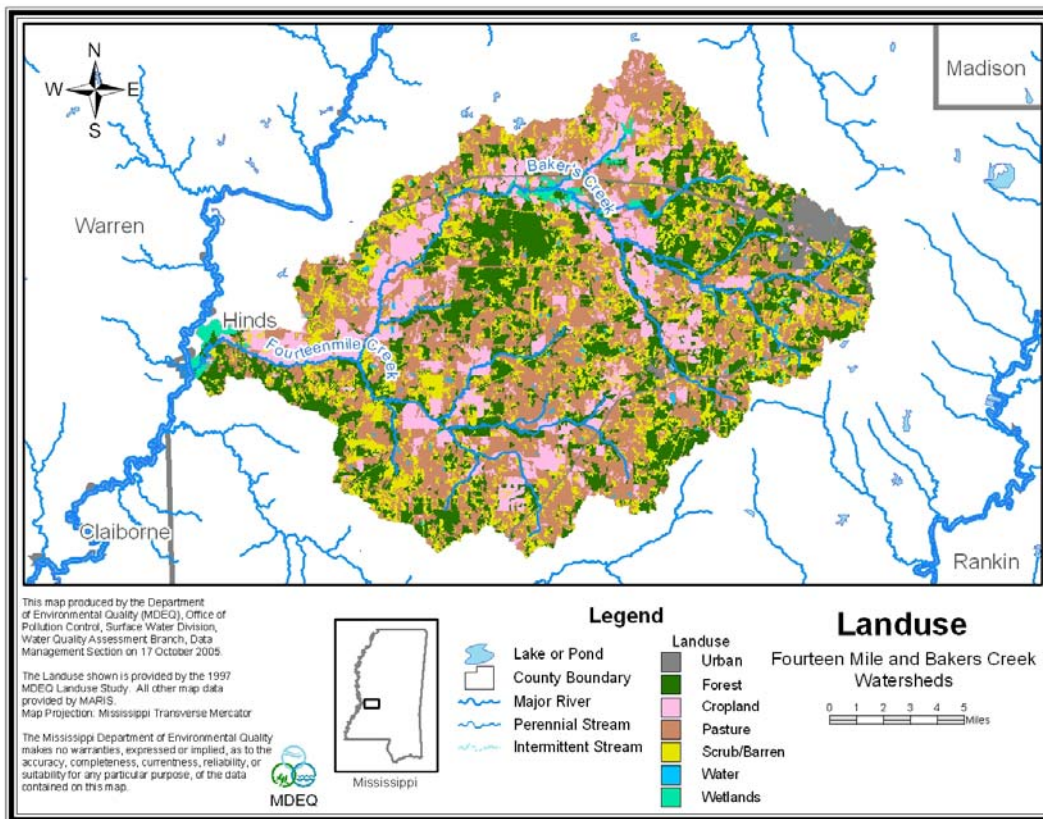 N
W E
S
Madison
Warren
Baker's Creek
Hinds
Fourteenmile Creek
Claiborne
Rankin
This map produced by the Department
of Environmental Quality (MDEQ), Office of
Pollution Control, Surface Water Division,
Water Quality Assessment Branch, Data
Management Section on 17 October 2005.
The Landuse shown is provided by the 1997
MDEQ Landuse Study. All other map data
provided by MARIS.
Map Projection: Mississippi Transverse Mercator
The Mississippi Department of Environmental Quality
makes no warranties, expressed or implied, as to the
accuracy, completeness, currentness, reliability, or
suitability for any particular purpose, of the data
contained on this map.
MDEQ
Mississippi
Legend
Lake or Pond
County Boundary
Major River
Perennial Stream
Intermittent Stream
Landuse
Urban
Forest
Cropland
Pasture
Scrub/Barren
Water
Wetlands
Landuse
Fourteen Mile and Bakers Creek
Watersheds
0 1 2 3 4 5
Miles